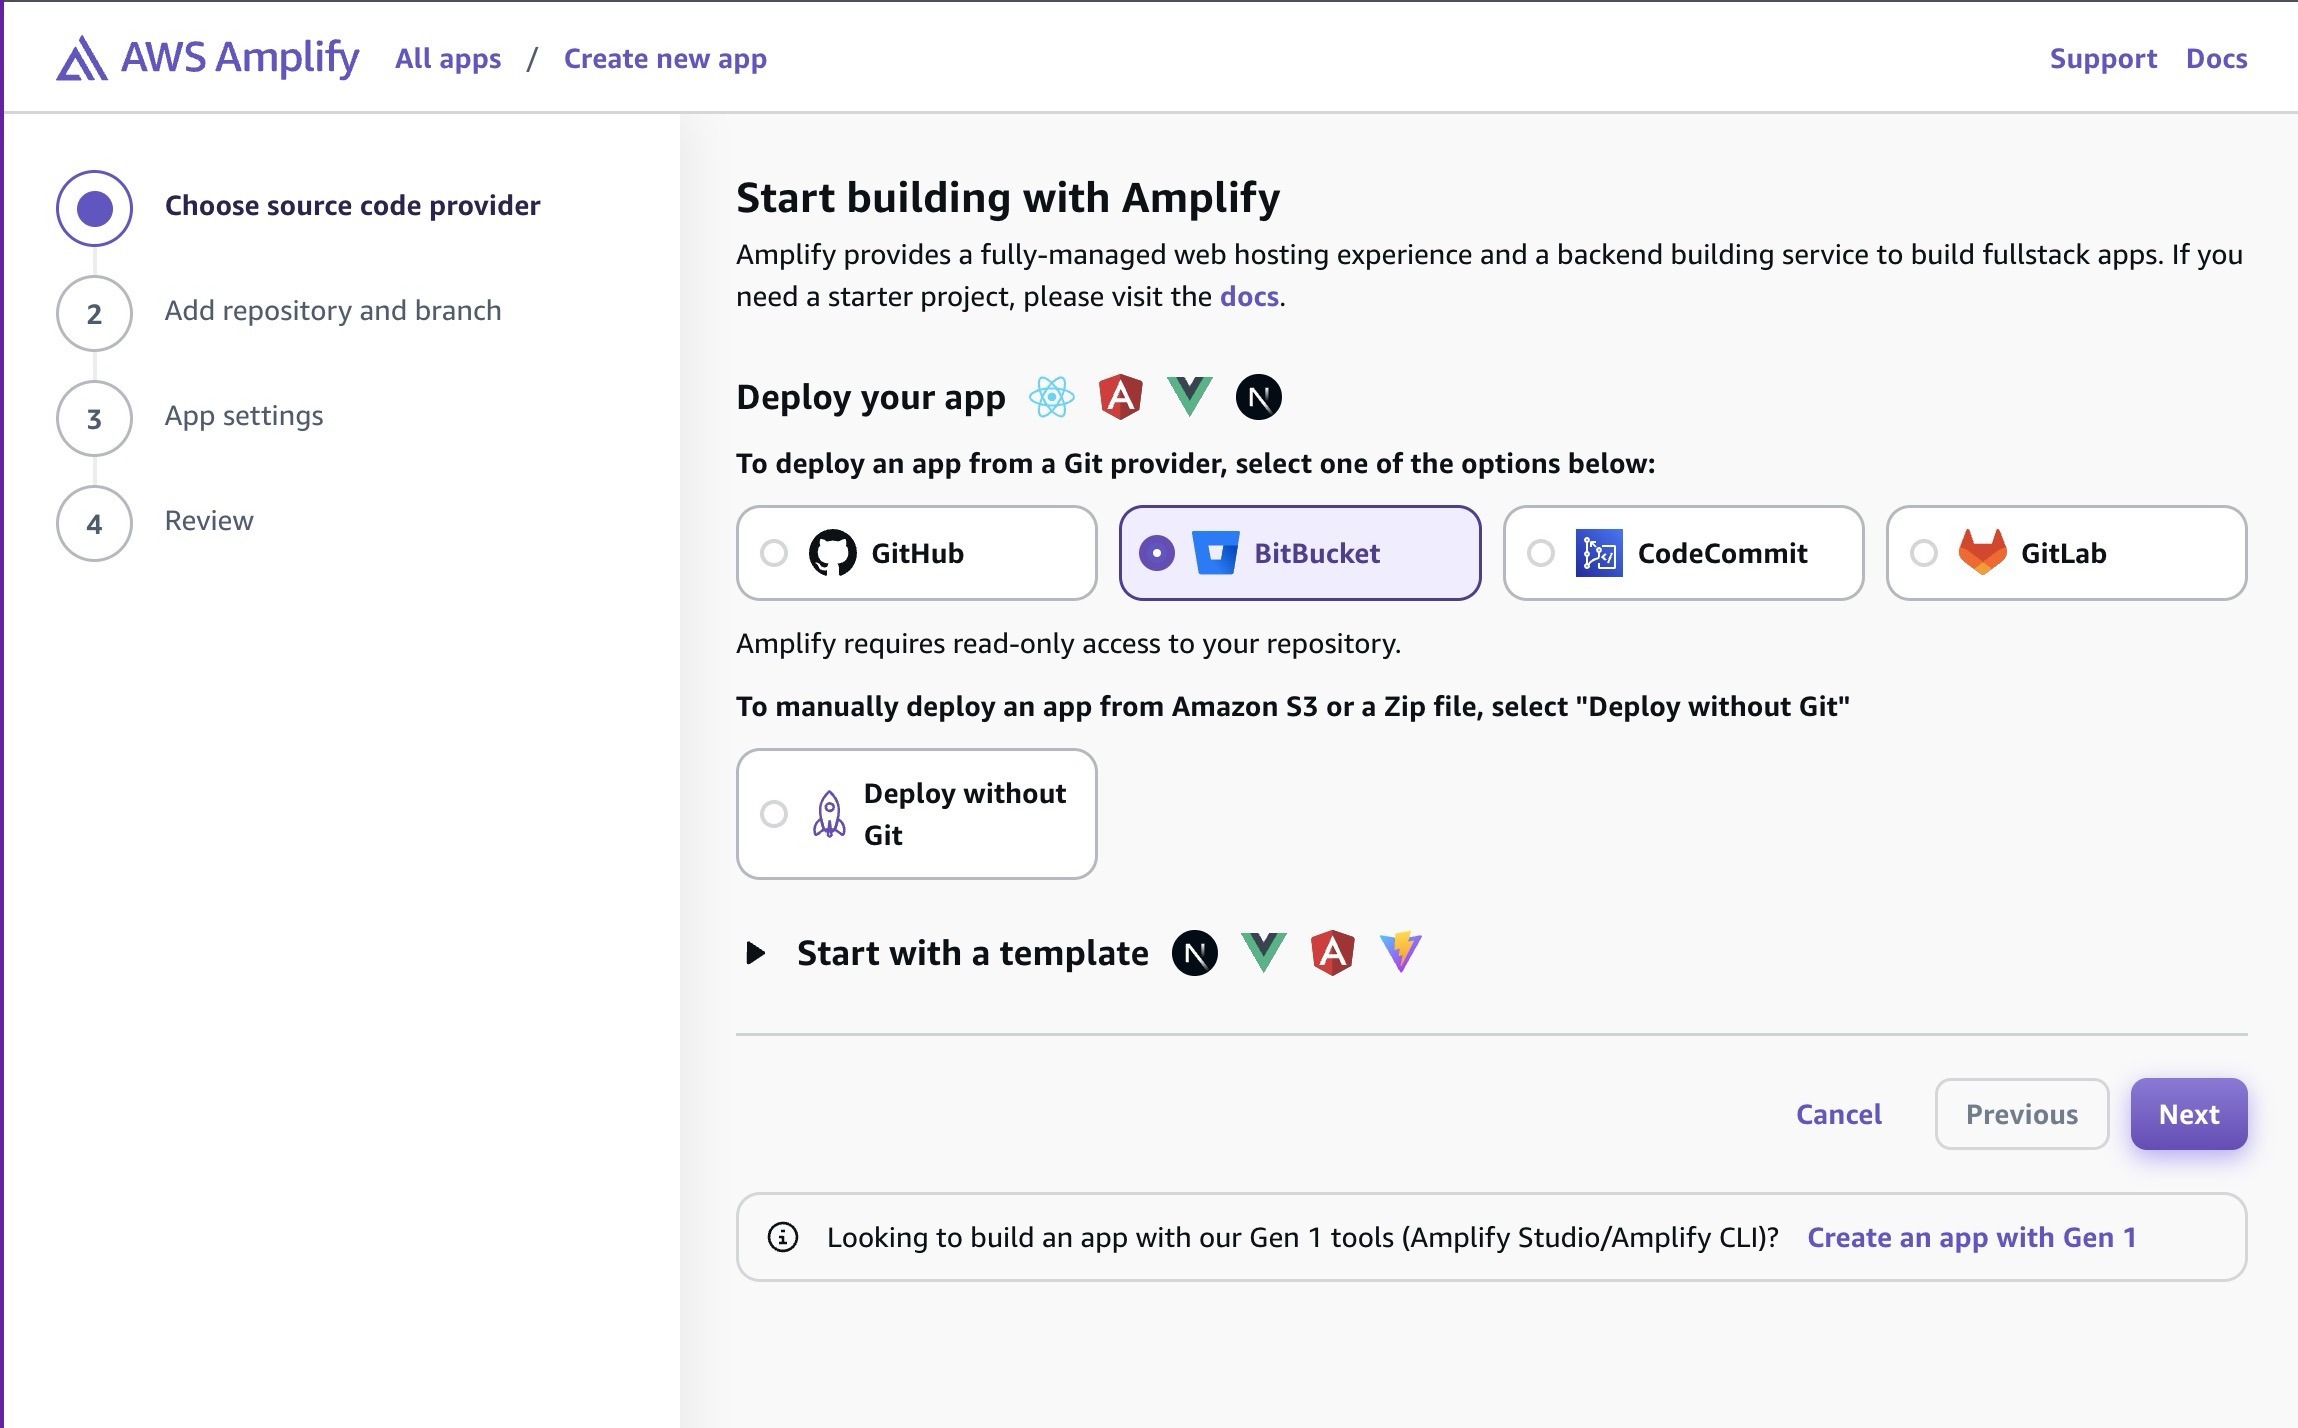 AWS Amplify All apps / Create new app Support Docs
Choose source code provider
2 Add repository and branch
3 App settings
4 Review
Start building with Amplify
Amplify provides a fully-managed web hosting experience and a backend building service to build fullstack apps. If you
need a starter project, please visit the docs.
Deploy your app
To deploy an app from a Git provider, select one of the options below:
GitHub BitBucket CodeCommit GitLab
Amplify requires read-only access to your repository.
To manually deploy an app from Amazon S3 or a Zip file, select "Deploy without Git"
Deploy without
Git
Start with a template
Cancel Previous Next
Looking to build an app with our Gen 1 tools (Amplify Studio/Amplify CLI)? Create an app with Gen 1